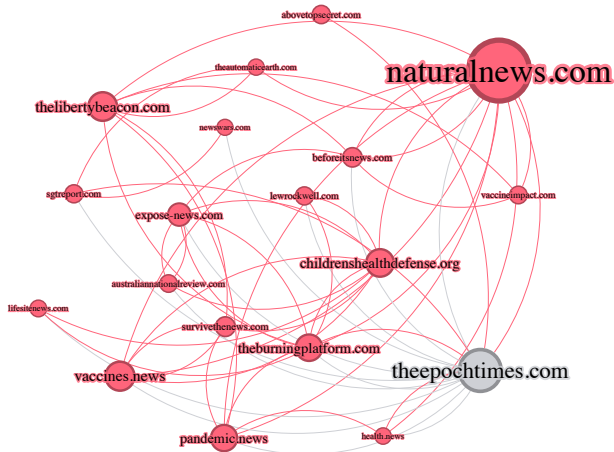 abovetopsecret.com
theautomaticearth.com
naturalnews.com
thelibertybeacon.com
newswars.com
beforeitsnews.com
sgtreport.com
lewrockwell.com
vaccineimpact.com
expose-news.com
childrenshealthdefense.org
australiannationalreview.com
lifesitenews.com
survivethenews.com
theburningplatform.com
vaccines.news
theepochtimes.com
pandemic.news
health.news